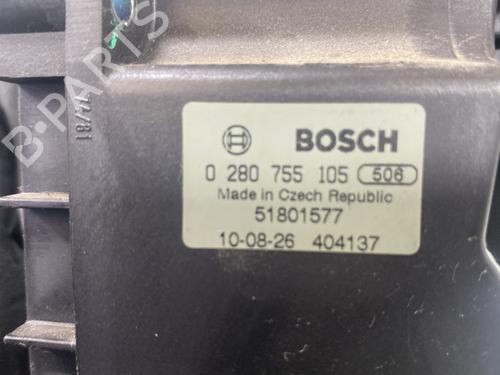 B-PARTS
BOSCH
0 280 755 105 506
Made in Czech Republic
51801577
10-08-26 404137